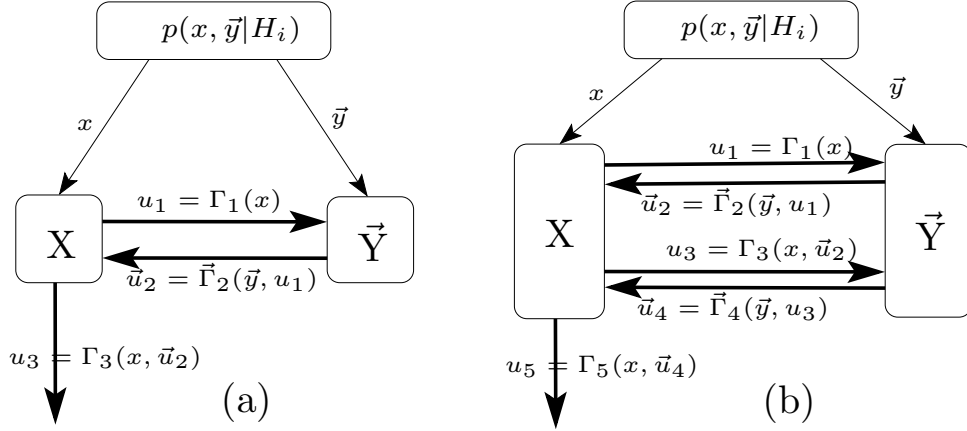 $p(x, \vec{y}|H_i)$
$x$
$\vec{y}$
$u_1 = \Gamma_1(x)$
X
$\vec{Y}$
$\vec{u}_2 = \vec{\Gamma}_2(\vec{y}, u_1)$
$u_3 = \Gamma_3(x, \vec{u}_2)$
(a)
$p(x, \vec{y}|H_i)$
$x$
$\vec{y}$
$u_1 = \Gamma_1(x)$
$\vec{u}_2 = \vec{\Gamma}_2(\vec{y}, u_1)$
X
$\vec{Y}$
$u_3 = \Gamma_3(x, \vec{u}_2)$
$\vec{u}_4 = \vec{\Gamma}_4(\vec{y}, u_3)$
$u_5 = \Gamma_5(x, \vec{u}_4)$
(b)